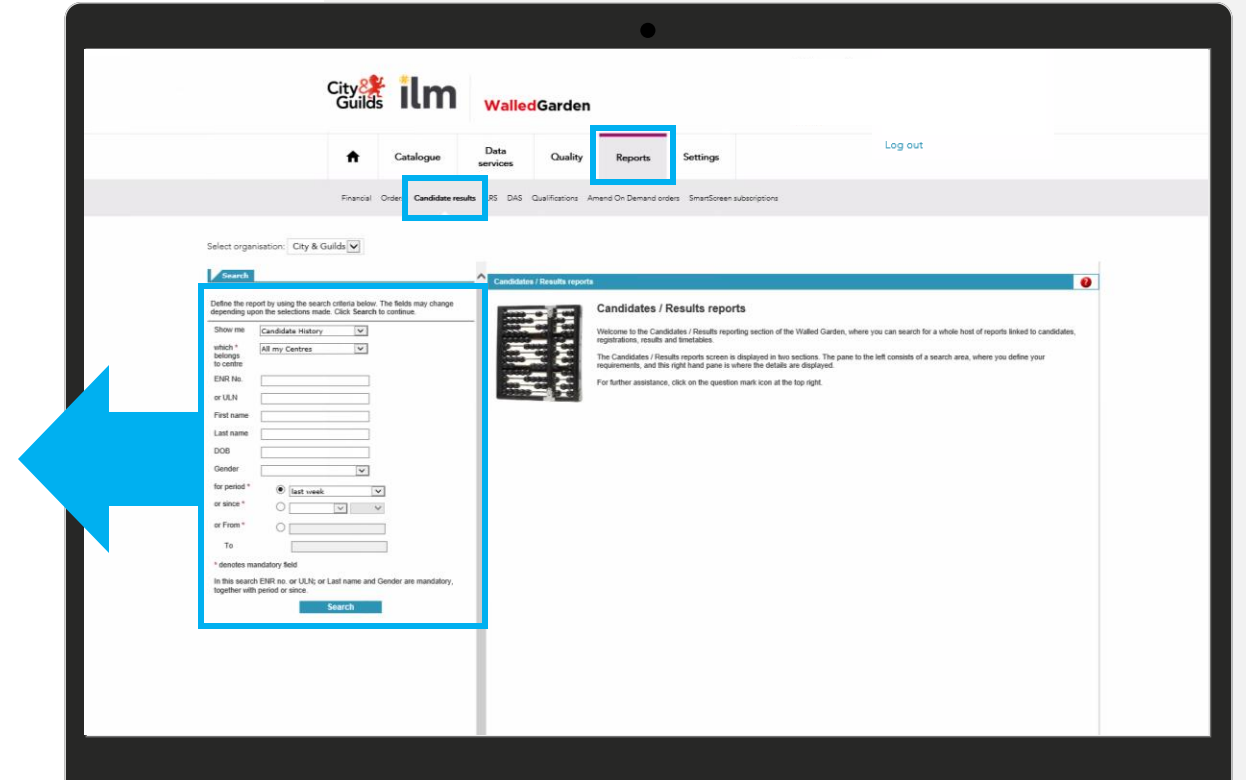 City&
Guilds
ilm
WalledGarden
Log out
Catalogue
Data
services
Quality
Reports
Settings
Financial
Candidate results
DAS
Qualifications
Amend On Demand orders
SmartScreen subscriptions
Select organisation: City & Guilds
Search
Define the report by using the search criteria below. The fields may change
depending upon the selections made. Click Search to continue.
Show me Candidate History
which * All my Centres
belongs
to centre
ENR No.
or ULN
First name
Last name
DOB
Gender
for period * last week
or since *
or From *
To
* denotes mandatory field
In this search ENR no. or ULN; or Last name and Gender are mandatory,
together with period or since.
Search
Candidates / Results reports
?
Candidates / Results reports
Welcome to the Candidates / Results reporting section of the Walled Garden, where you can search for a whole host of reports linked to candidates,
registrations, results and timetables.
The Candidates / Results reports screen is displayed in two sections. The pane to the left consists of a search area, where you define your
requirements, and this right hand pane is where the details are displayed.
For further assistance, click on the question mark icon at the top right.